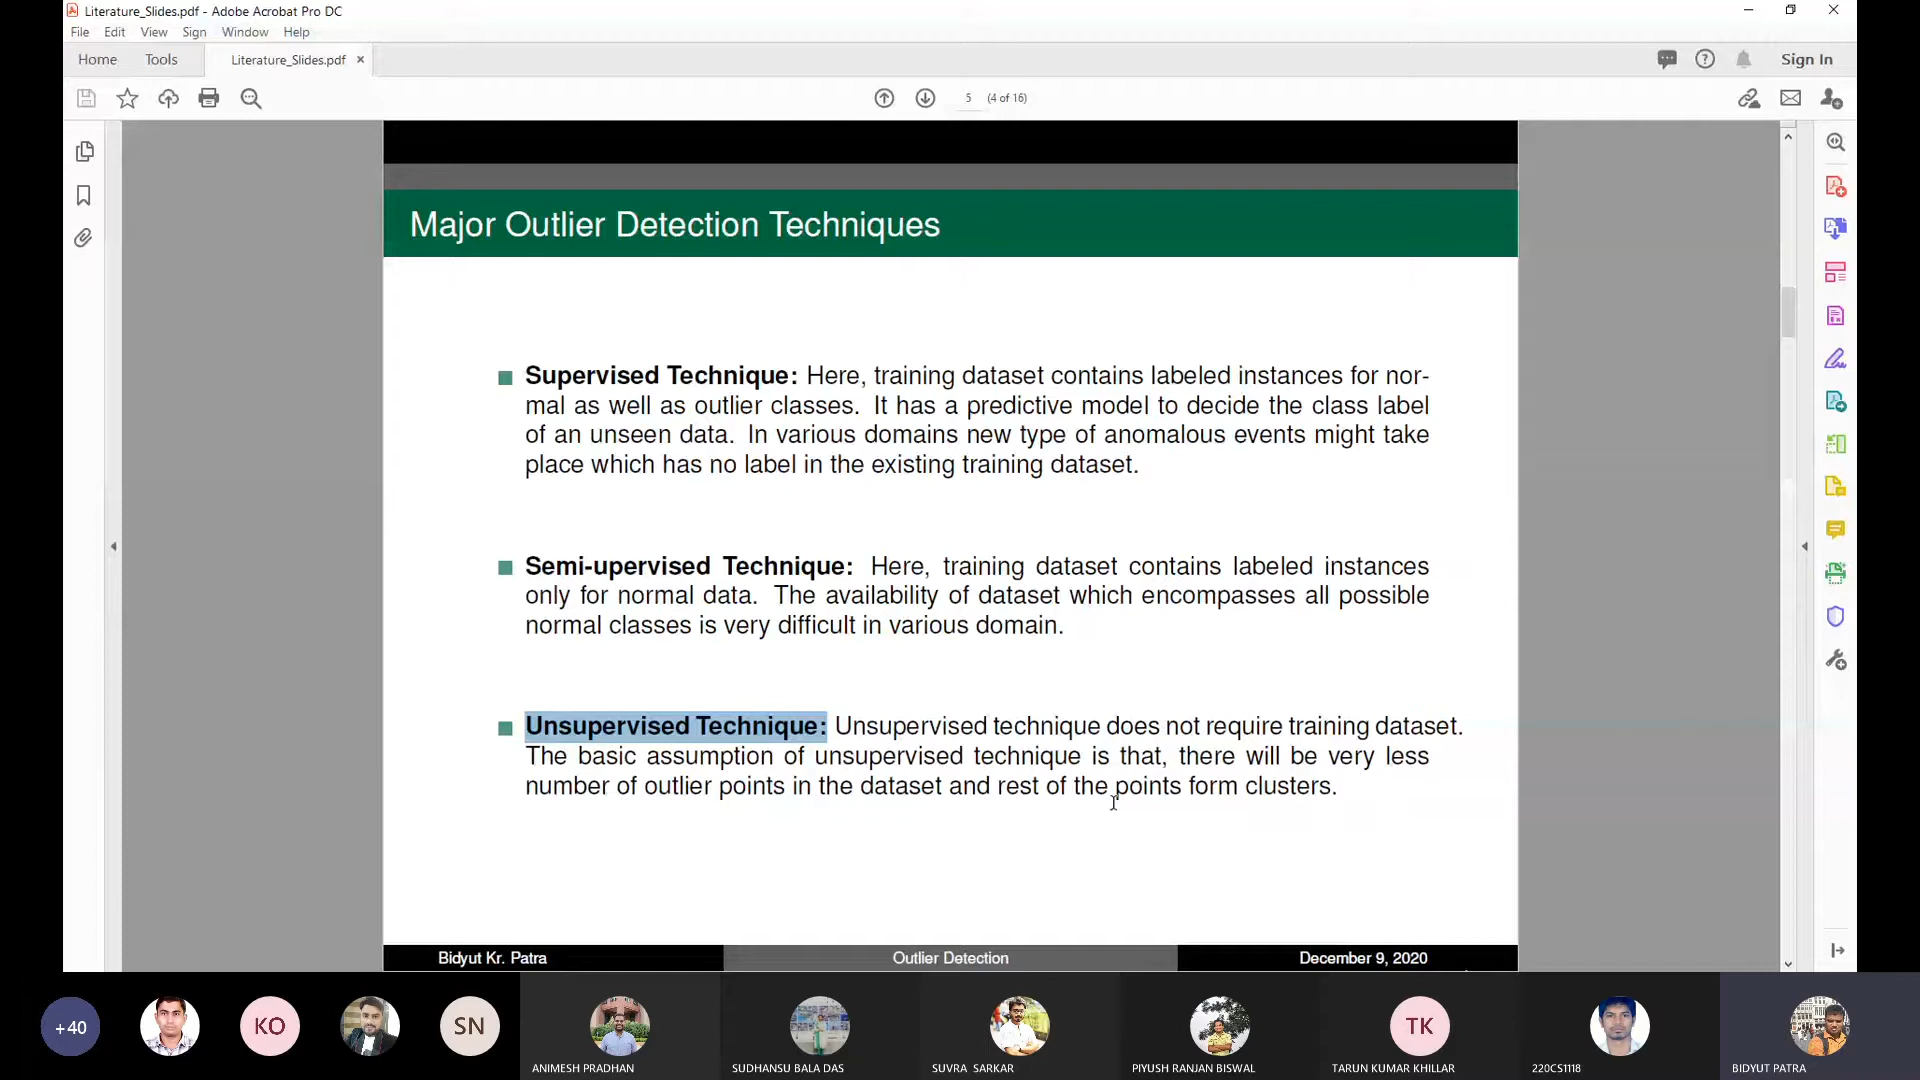 Literature_Slides.pdf - Adobe Acrobat Pro DC
File Edit View Sign Window Help
Home Tools Literature_Slides.pdf × Sign In
5 (4 of 16)
Major Outlier Detection Techniques
Supervised Technique: Here, training dataset contains labeled instances for nor-
mal as well as outlier classes. It has a predictive model to decide the class label
of an unseen data. In various domains new type of anomalous events might take
place which has no label in the existing training dataset.
Semi-upervised Technique: Here, training dataset contains labeled instances
only for normal data. The availability of dataset which encompasses all possible
normal classes is very difficult in various domain.
Unsupervised Technique: Unsupervised technique does not require training dataset.
The basic assumption of unsupervised technique is that, there will be very less
number of outlier points in the dataset and rest of the points form clusters.
Bidyut Kr. Patra Outlier Detection December 9, 2020
+40 KO SN TK
ANIMESH PRADHAN SUDHANSU BALA DAS SUVRA SARKAR PIYUSH RANJAN BISWAL TARUN KUMAR KHILLAR 220CS1118 BIDYUT PATRA